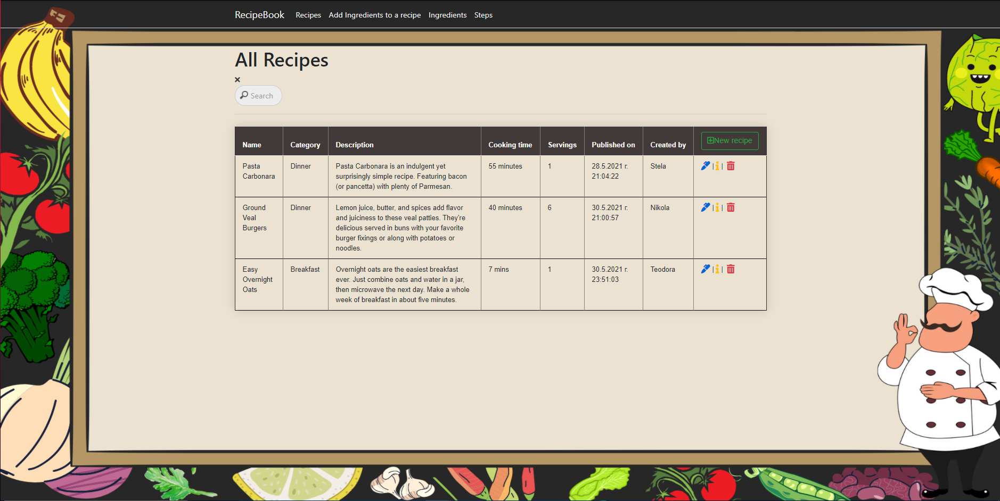 RecipeBook Recipes Add Ingredients to a recipe Ingredients Steps
All Recipes
Search
Name Category Description Cooking time Servings Published on Created by New recipe
Pasta Dinner Pasta Carbonara is an indulgent yet 55 minutes 1 28.5.2021 г. Stela
Carbonara surprisingly simple recipe. Featuring bacon 21:04:22
(or pancetta) with plenty of Parmesan.
Ground Dinner Lemon juice, butter, and spices add flavor 40 minutes 6 30.5.2021 г. Nikola
Veal and juiciness to these veal patties. They're 21:00:57
Burgers delicious served in buns with your favorite
burger fixings or along with potatoes or
noodles.
Easy Breakfast Overnight oats are the easiest breakfast 7 mins 1 30.5.2021 г. Teodora
Overnight ever. Just combine oats and water in a jar, 23:51:03
Oats then microwave the next day. Make a whole
week of breakfast in about five minutes.